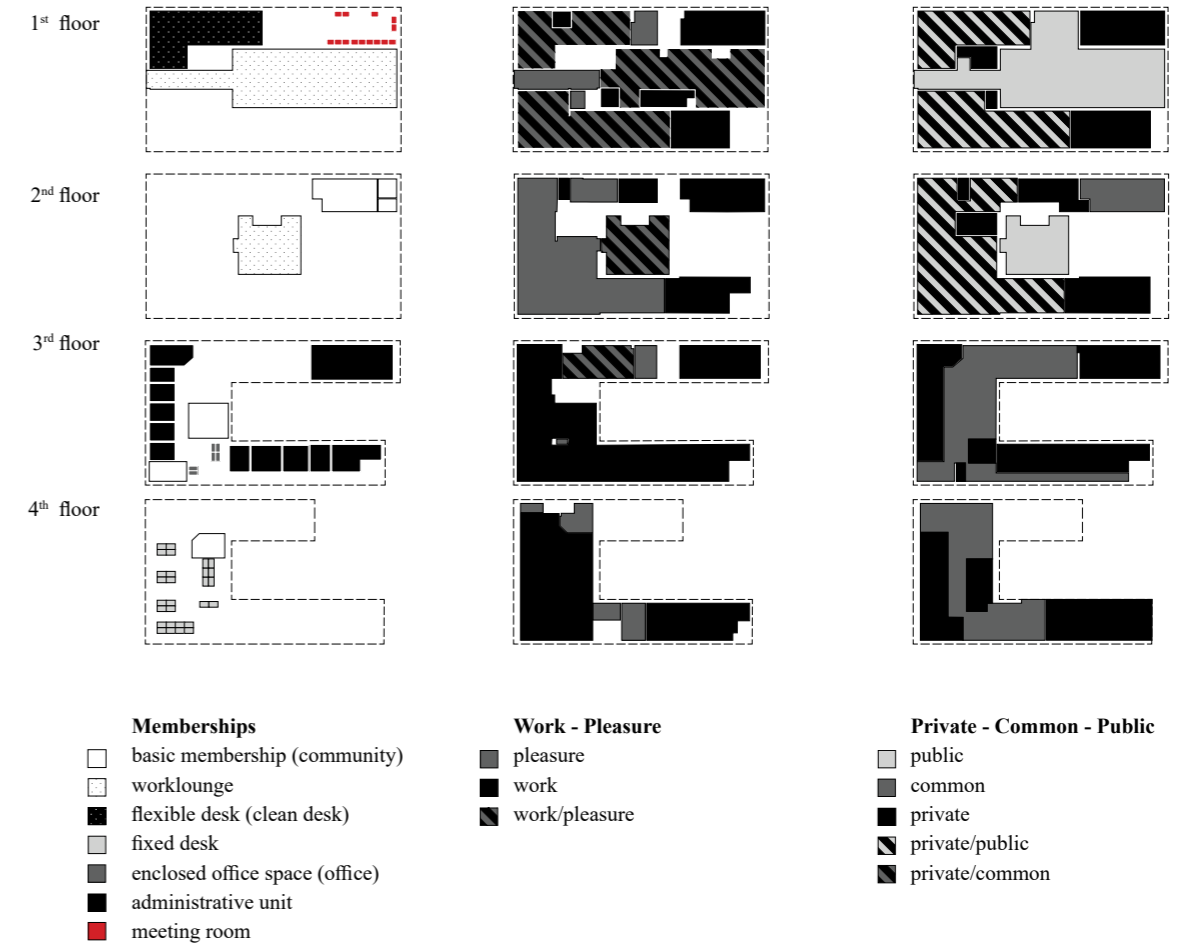 1st floor
2nd floor
3rd floor
4th floor
Memberships
basic membership (community)
worklounge
flexible desk (clean desk)
fixed desk
enclosed office space (office)
administrative unit
meeting room
Work - Pleasure
pleasure
work
work/pleasure
Private - Common - Public
public
common
private
private/public
private/common